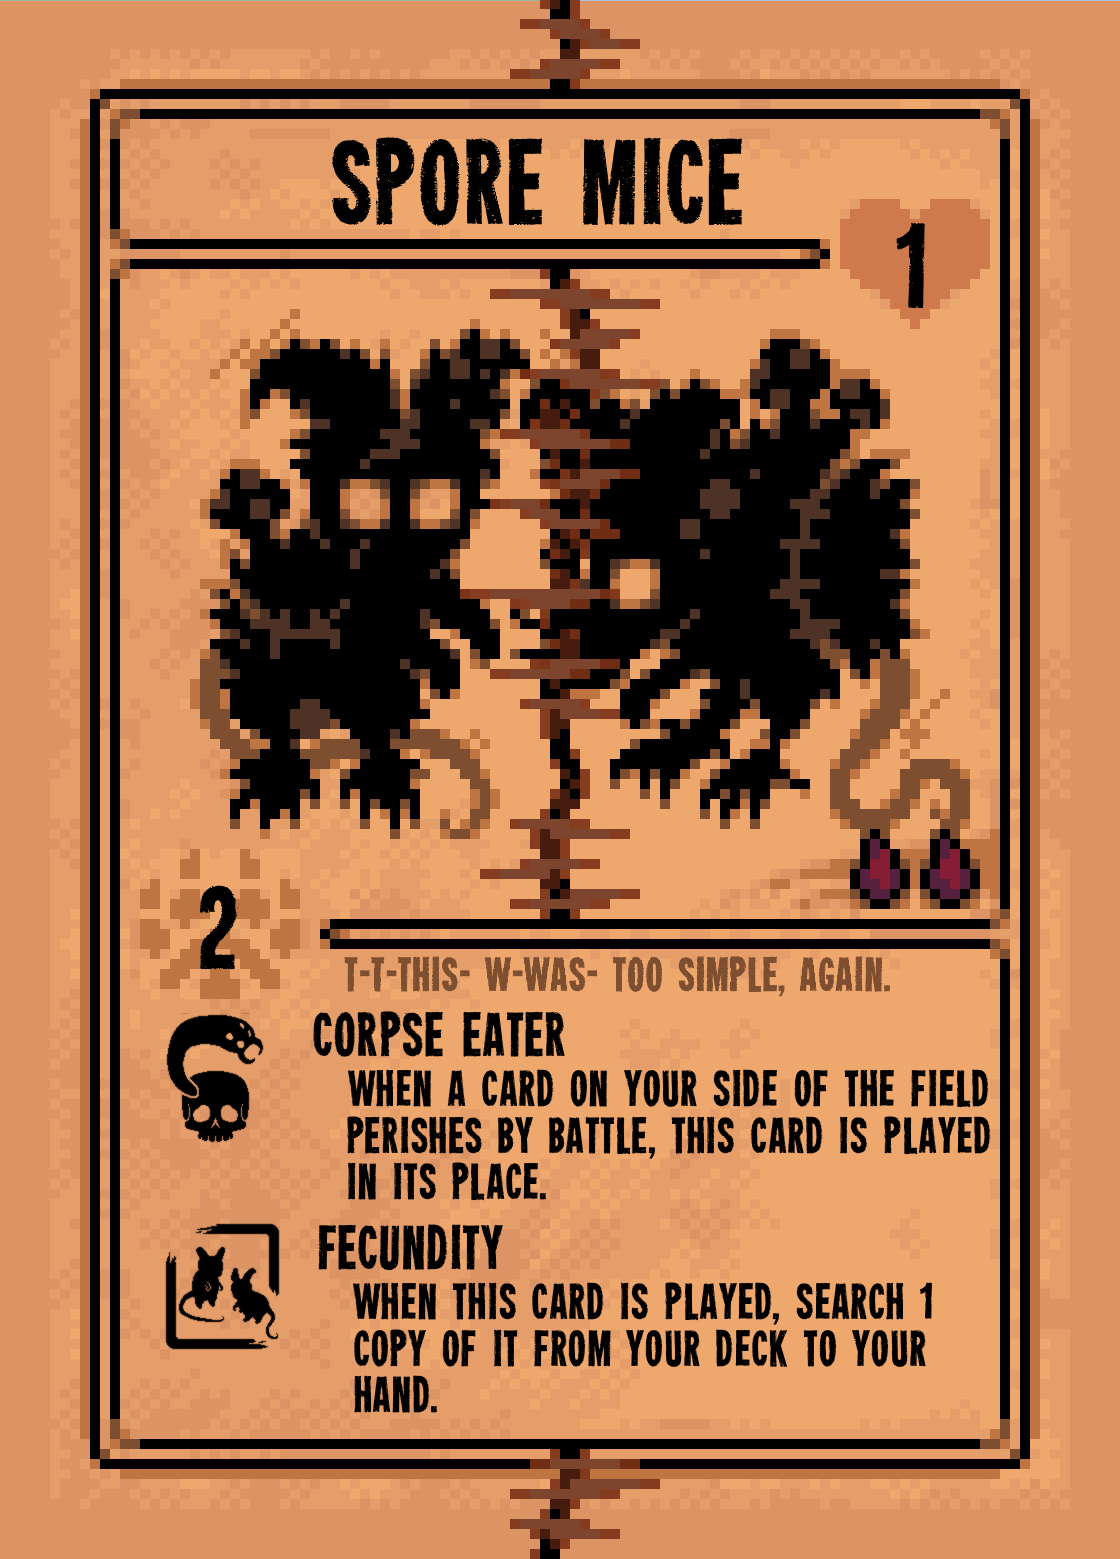 SPORE MICE
1
2
T-T-THIS- W-WAS- TOO SIMPLE, AGAIN.
CORPSE EATER
WHEN A CARD ON YOUR SIDE OF THE FIELD
PERISHES BY BATTLE, THIS CARD IS PLAYED
IN ITS PLACE.
FECUNDITY
WHEN THIS CARD IS PLAYED, SEARCH 1
COPY OF IT FROM YOUR DECK TO YOUR
HAND.